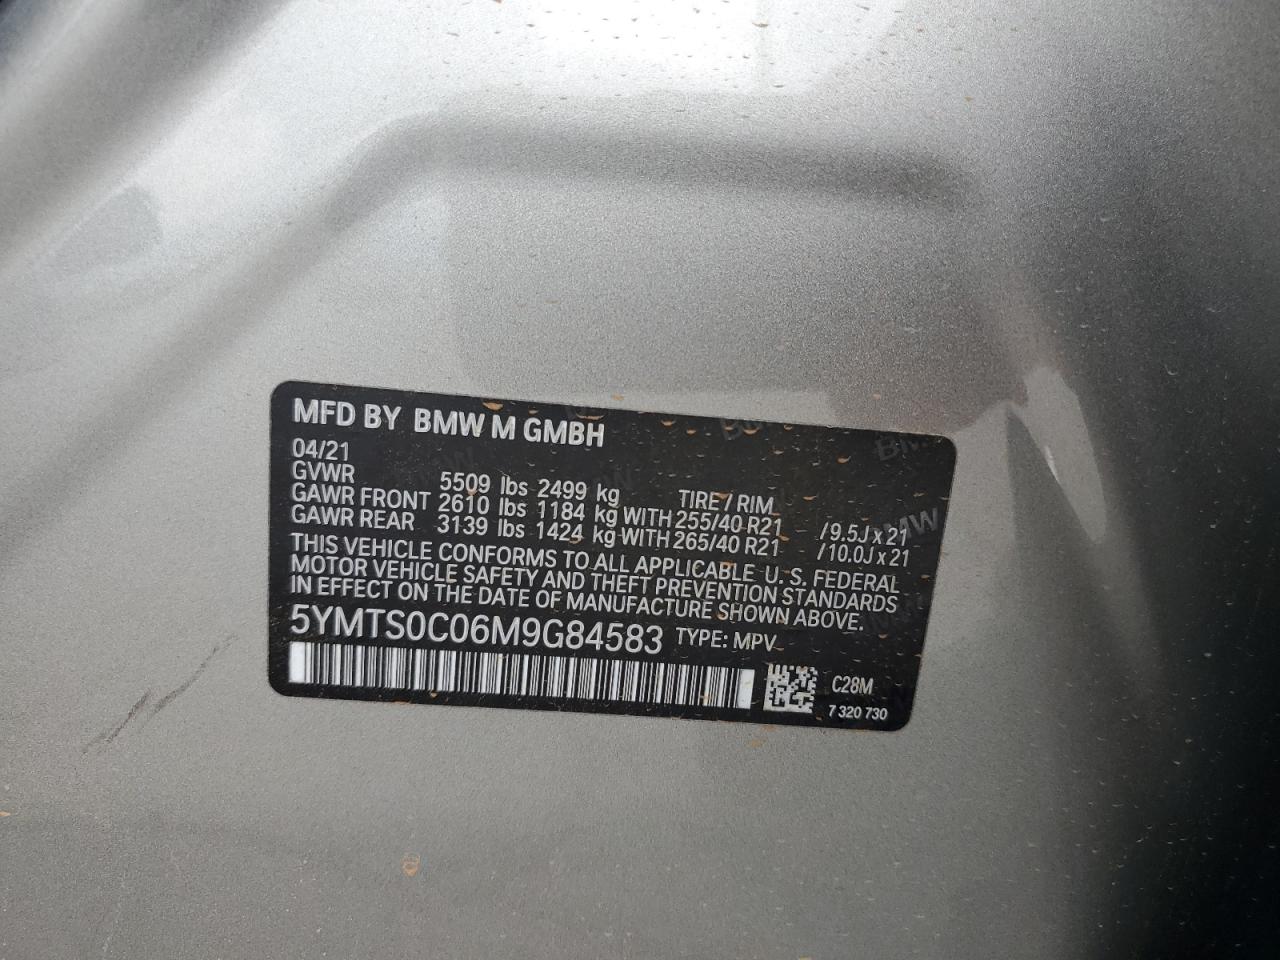 MFD BY BMW M GMBH
04/21
GVWR 5509 lbs 2499 kg TIRE / RIM
GAWR FRONT 2610 lbs 1184 kg WITH 255/40 R21 /9.5J x 21
GAWR REAR 3139 lbs 1424 kg WITH 265/40 R21 /10.0J x 21
THIS VEHICLE CONFORMS TO ALL APPLICABLE U. S. FEDERAL
MOTOR VEHICLE SAFETY AND THEFT PREVENTION STANDARDS
IN EFFECT ON THE DATE OF MANUFACTURE SHOWN ABOVE.
5YMTS0C06M9G84583 TYPE: MPV
C28M
7 320 730